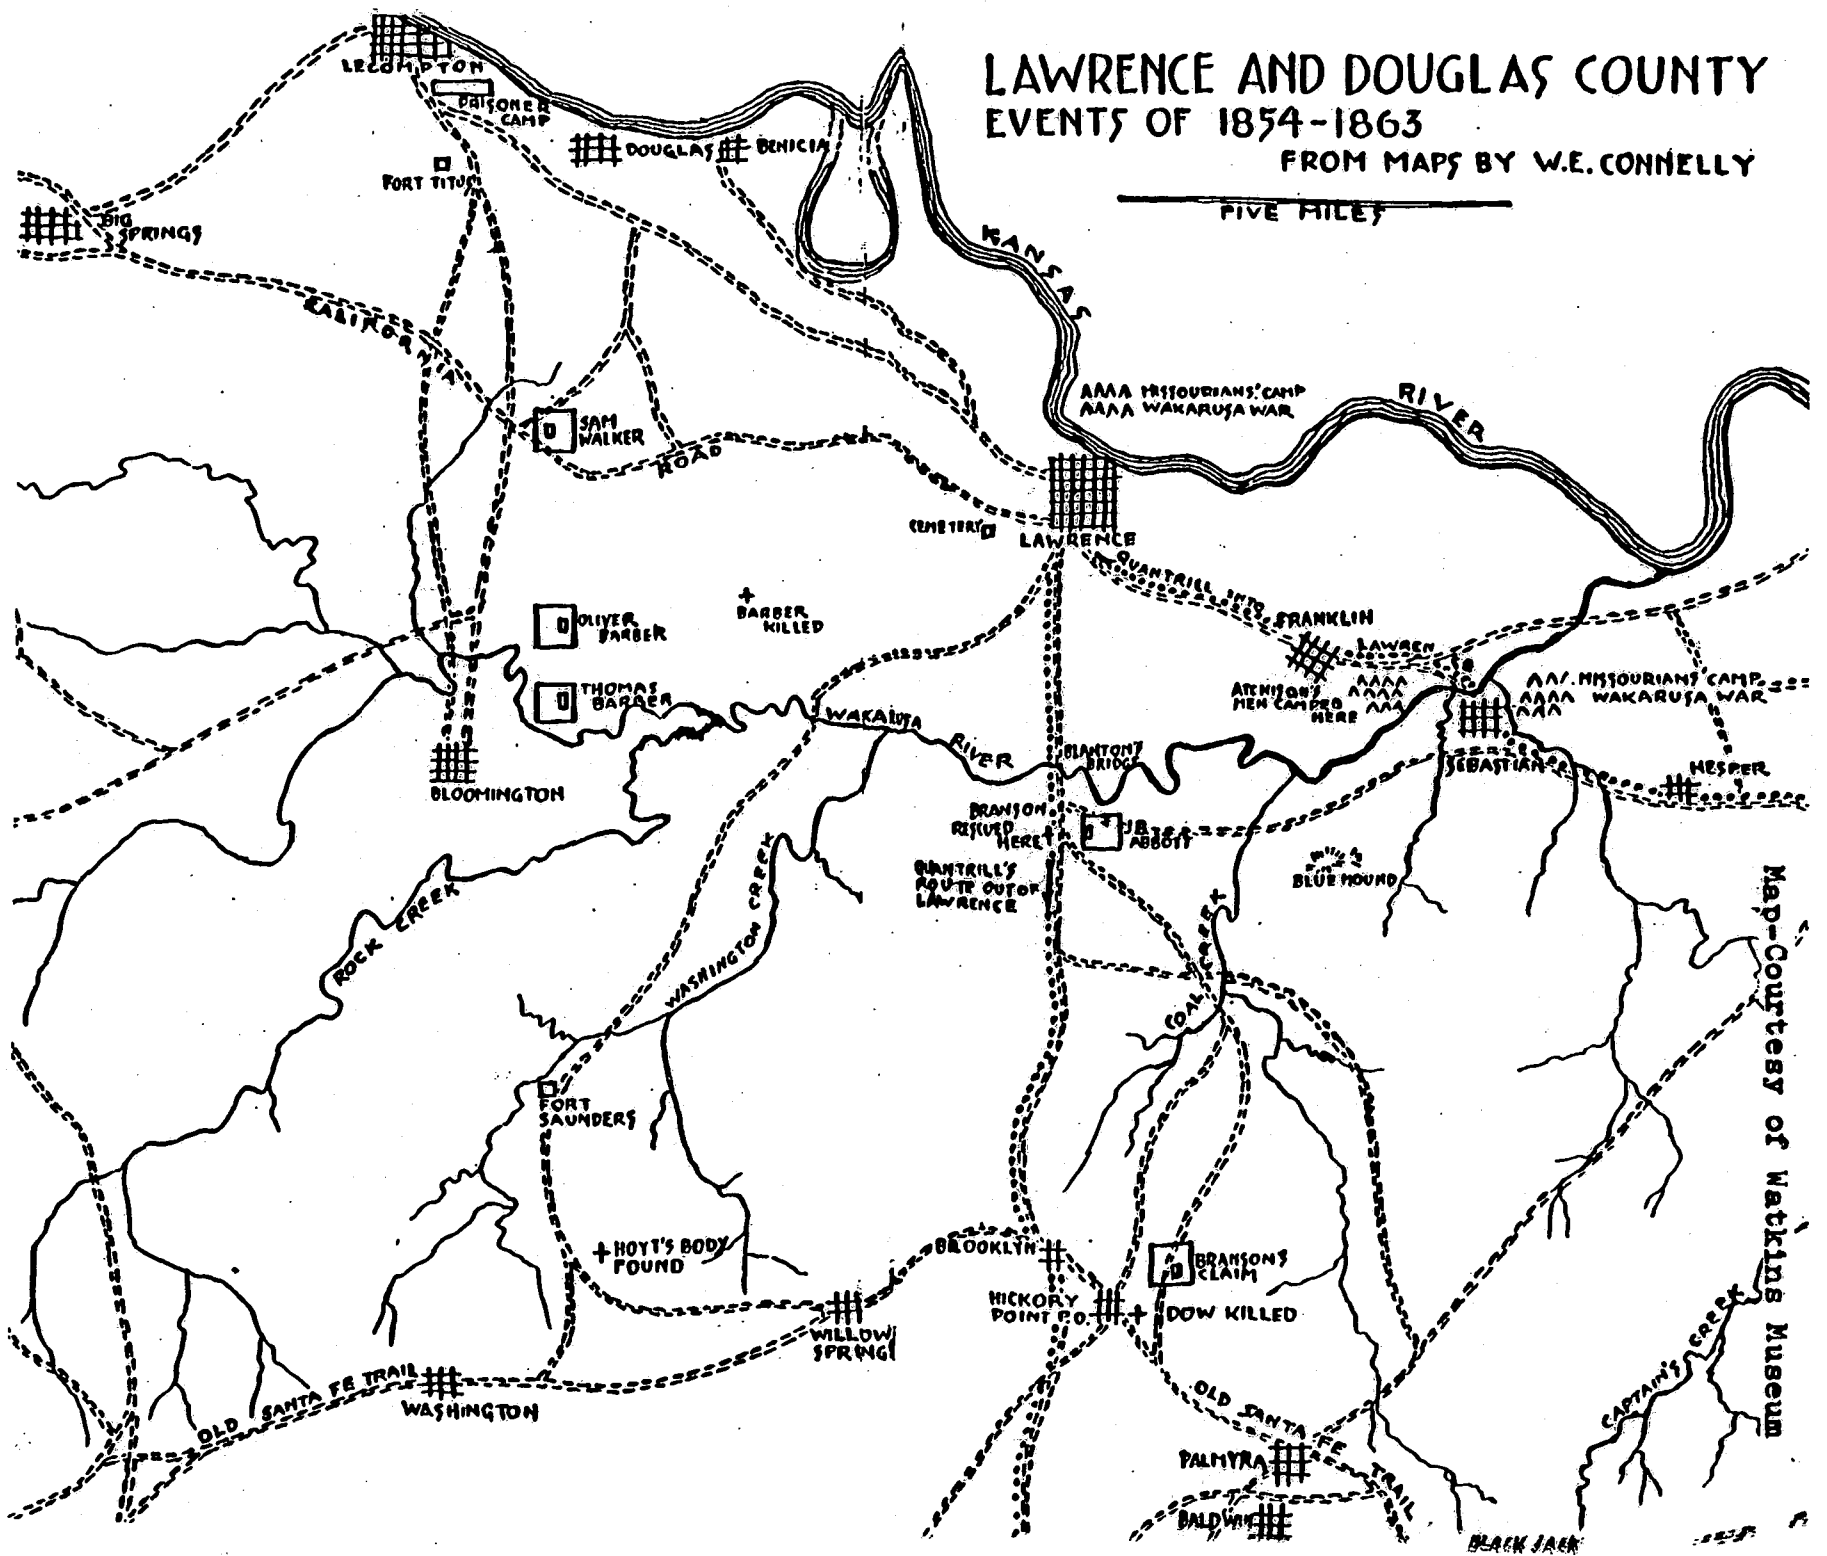 LAWRENCE AND DOUGLAS COUNTY
EVENTS OF 1854-1863
FROM MAPS BY W.E. CONNELLY
FIVE MILES
LECOMPTON
PRISONER
CAMP
DOUGLAS
BENICIA
FORT TITUS
BIG
SPRINGS
KANSAS
RIVER
KALIFORNIA
ROAD
MISSOURIANS' CAMP
WAKARUSA WAR
SAM
WALKER
CEMETERY
LAWRENCE
QUANTRILL INTO
FRANKLIN
LAWREN
OLIVER
BARBER
BARBER
KILLED
THOMAS
BARBER
ATCHISON'S
MEN CAMPED
HERE
MISSOURIANS' CAMP
WAKARUSA WAR
WAKARUSA
RIVER
BLANTON'S
BRIDGE
SEBASTIAN
HESPER
BLOOMINGTON
BRANSON
RESCUED
HERE
J.B.
ABBOTT
BLUE MOUND
QUANTRILL'S
ROUTE OUT OF
LAWRENCE
ROCK CREEK
WASHINGTON CREEK
COAL CREEK
FORT
SAUNDERS
HOYT'S BODY
FOUND
BROOKLYN
BRANSON'S
CLAIM
HICKORY
POINT P.O.
DOW KILLED
WILLOW
SPRING
OLD SANTA FE TRAIL
WASHINGTON
OLD SANTA FE TRAIL
CAPTAIN'S CREEK
PALMYRA
BALDWIN
BLACK JACK
Map-Courtesy of Watkins Museum